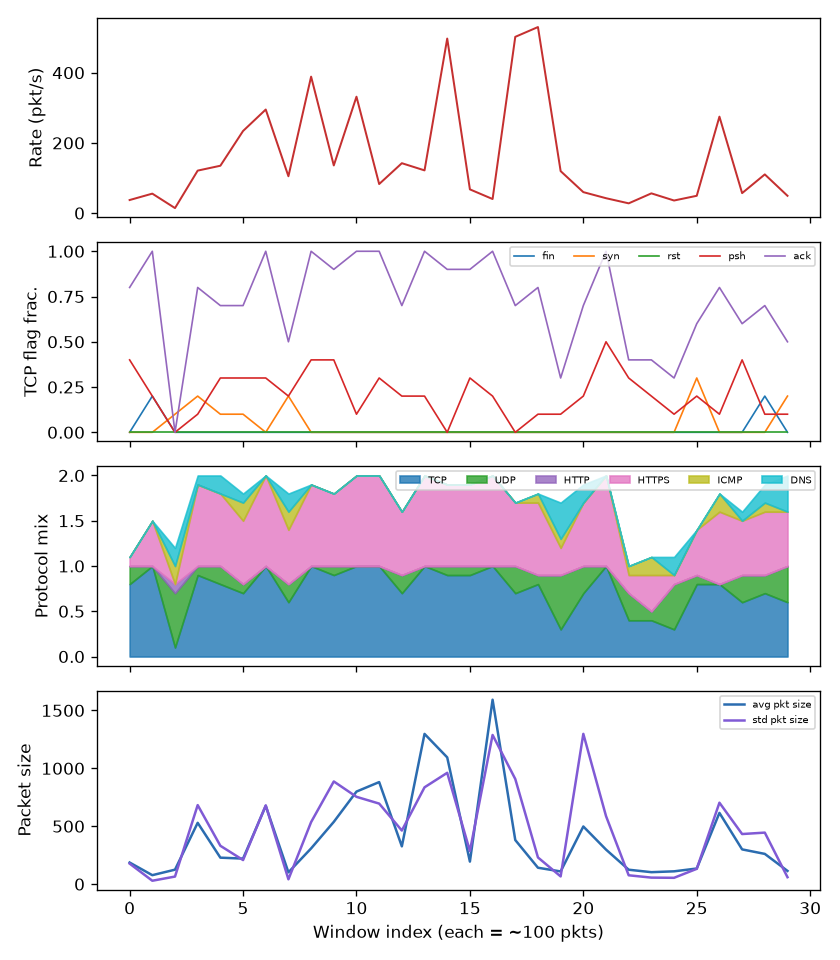 Rate (pkt/s)
400
200
0
TCP flag frac.
1.00
0.75
0.50
0.25
0.00
fin syn rst psh ack
Protocol mix
2.0
1.5
1.0
0.5
0.0
TCP UDP HTTP HTTPS ICMP DNS
Packet size
1500
1000
500
0
avg pkt size
std pkt size
0 5 10 15 20 25 30
Window index (each = ~100 pkts)